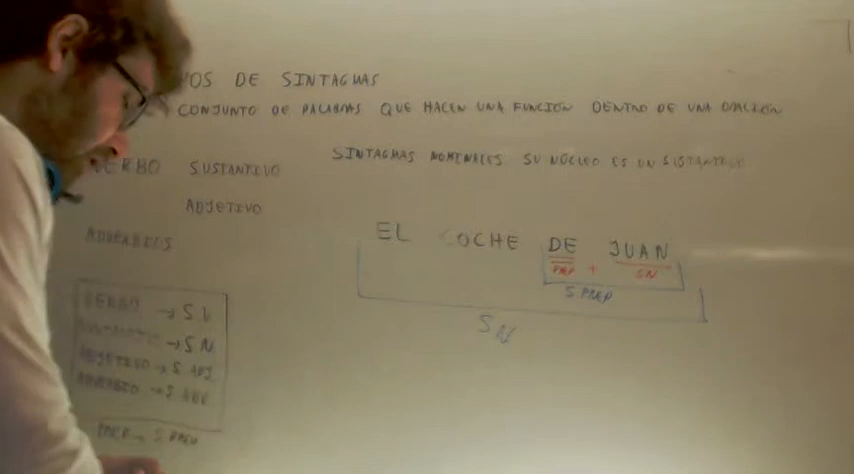 OS DE SINTAGMAS
CONJUNTO DE PALABRAS QUE HACEN UNA FUNCIÓN DENTRO DE UNA ORACIÓN
VERBO SUSTANTIVO
SINTAGMAS NOMINALES SU NÚCLEO ES UN SUSTANTIVO
ADJETIVO
ADVERBIOS
EL COCHE DE JUAN
PREP + SN
S PREP
SN
VERBO → S V
SUSTANTIVO → S N
ADJETIVO → S ADJ
ADVERBIO → S ADV
PREP → S PREP